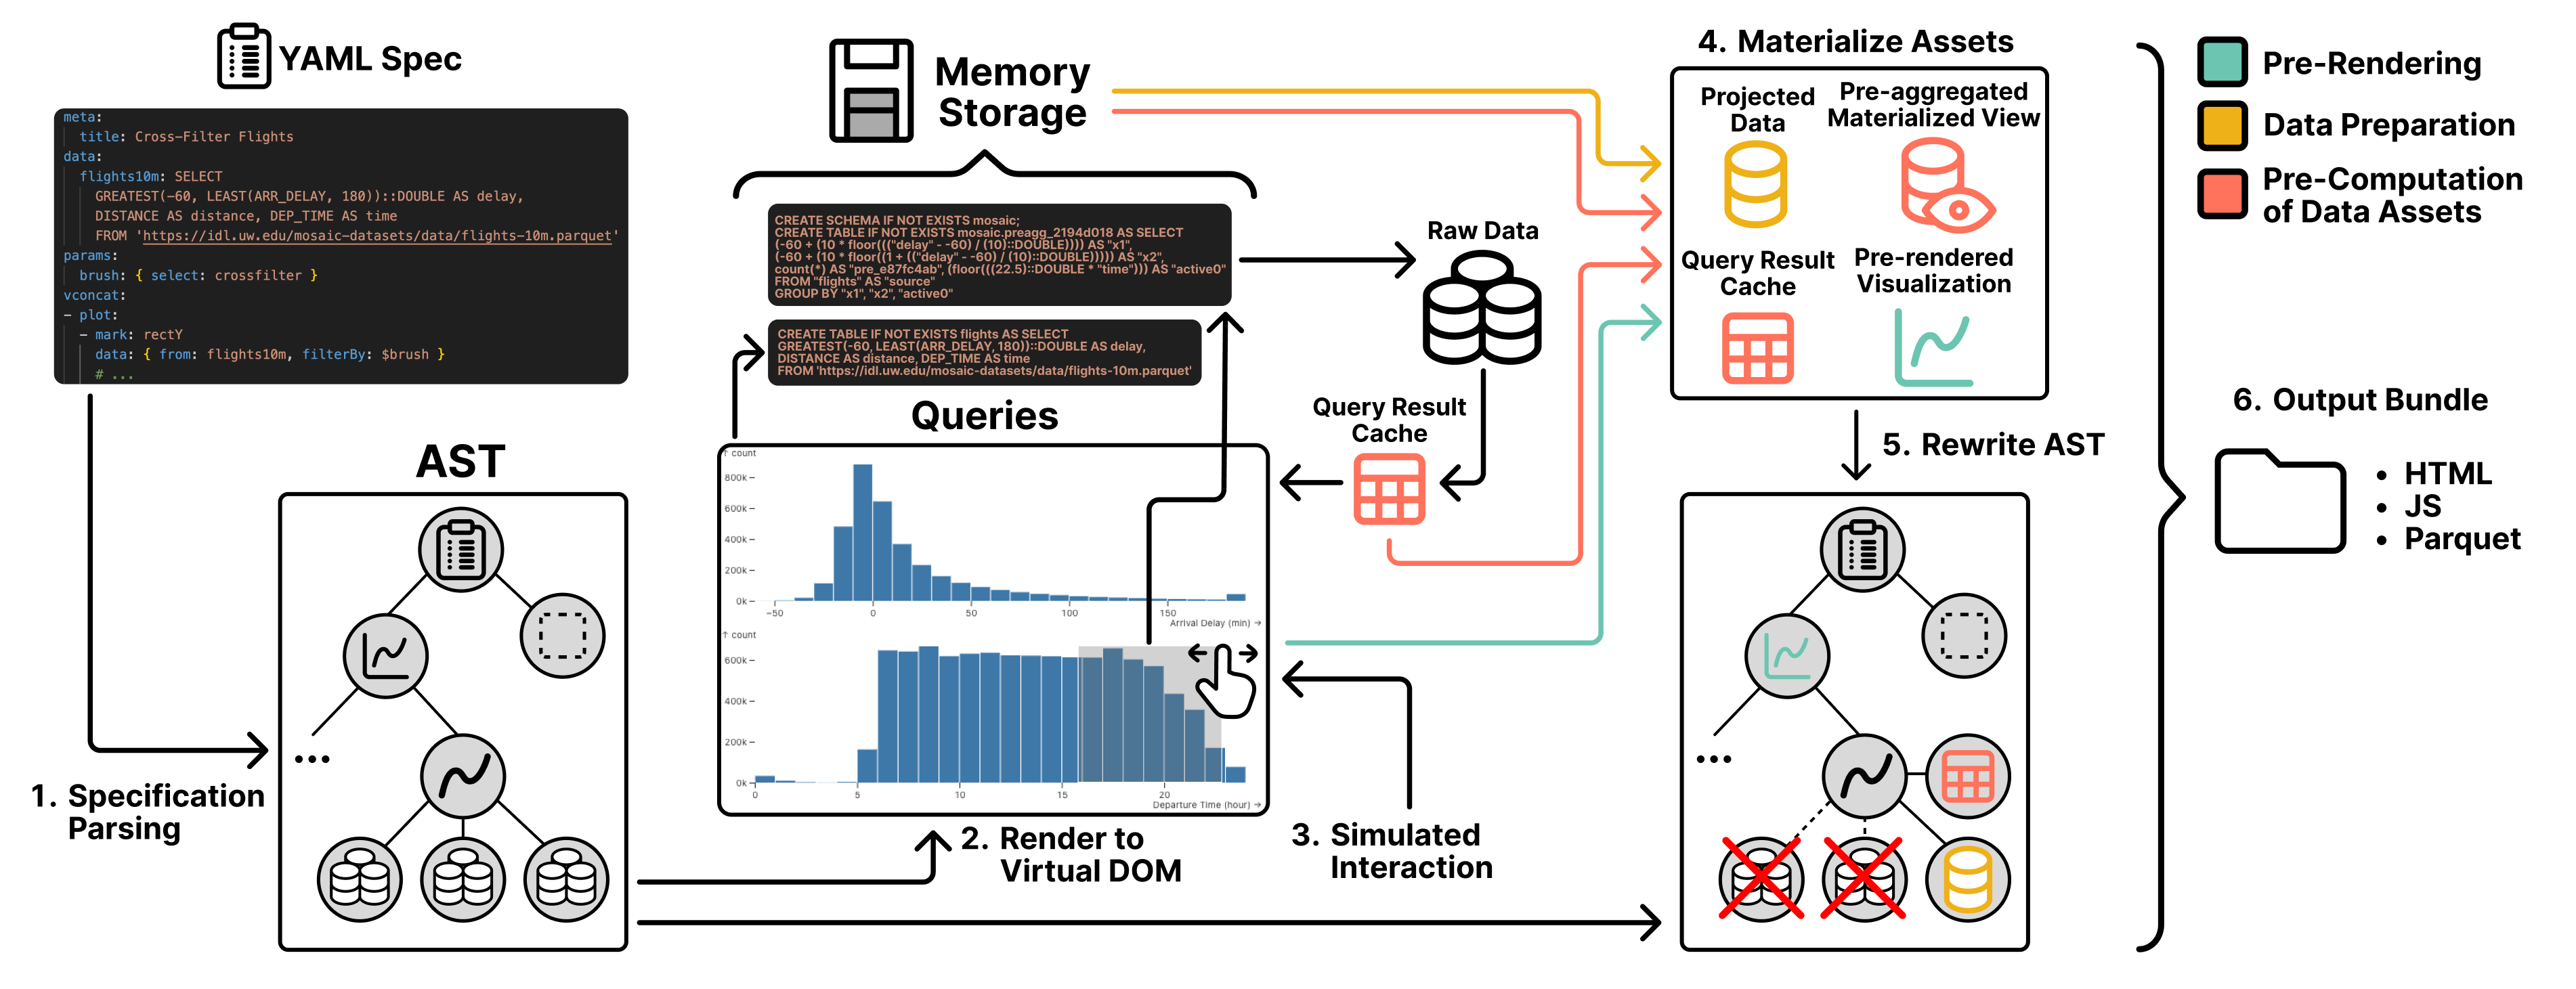 YAML Spec
meta:
title: Cross-Filter Flights
data:
flights10m: SELECT
GREATEST(-60, LEAST(ARR_DELAY, 180))::DOUBLE AS delay,
DISTANCE AS distance, DEP_TIME AS time
FROM 'https://idl.uw.edu/mosaic-datasets/data/flights-10m.parquet'
params:
brush: { select: crossfilter }
vconcat:
- plot:
- mark: rectY
data: { from: flights10m, filterBy: $brush }
# ...
1. Specification
Parsing
AST
...
Memory
Storage
CREATE SCHEMA IF NOT EXISTS mosaic;
CREATE TABLE IF NOT EXISTS mosaic.preagg_2194d018 AS SELECT
(-60 + (10 * floor((("delay" - -60) / (10)::DOUBLE)))) AS "x1",
(-60 + (10 * floor((1 + (("delay" - -60) / (10)::DOUBLE))))) AS "x2",
count(*) AS "pre_e87fc4ab", (floor(((22.5)::DOUBLE * "time"))) AS "active0"
FROM "flights" AS "source"
GROUP BY "x1", "x2", "active0"
CREATE TABLE IF NOT EXISTS flights AS SELECT
GREATEST(-60, LEAST(ARR_DELAY, 180))::DOUBLE AS delay,
DISTANCE AS distance, DEP_TIME AS time
FROM 'https://idl.uw.edu/mosaic-datasets/data/flights-10m.parquet'
Queries
↑ count
800k
600k
400k
200k
0k
−50 0 50 100 150
Arrival Delay (min) →
↑ count
600k
400k
200k
0k
0 5 10 15 20
Departure Time (hour) →
2. Render to
Virtual DOM
Raw Data
Query Result
Cache
3. Simulated
Interaction
4. Materialize Assets
Projected
Data
Pre-aggregated
Materialized View
Query Result
Cache
Pre-rendered
Visualization
5. Rewrite AST
...
Pre-Rendering
Data Preparation
Pre-Computation
of Data Assets
6. Output Bundle
• HTML
• JS
• Parquet